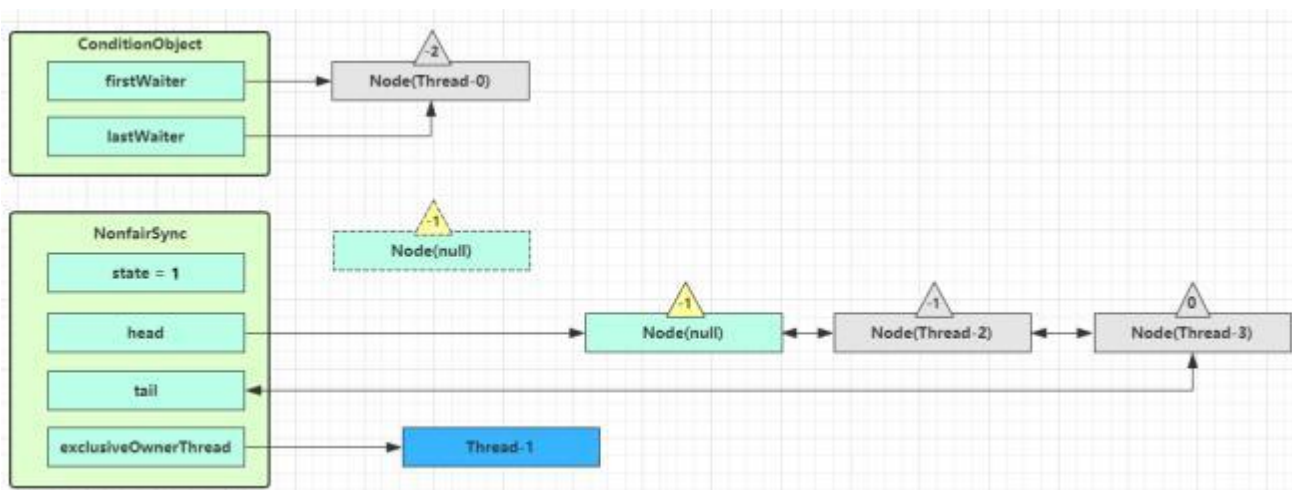 ConditionObject
-2
firstWaiter
Node(Thread-0)
lastWaiter
-1
NonfairSync
Node(null)
state = 1
-1
-1
0
head
Node(null)
Node(Thread-2)
Node(Thread-3)
tail
exclusiveOwnerThread
Thread-1